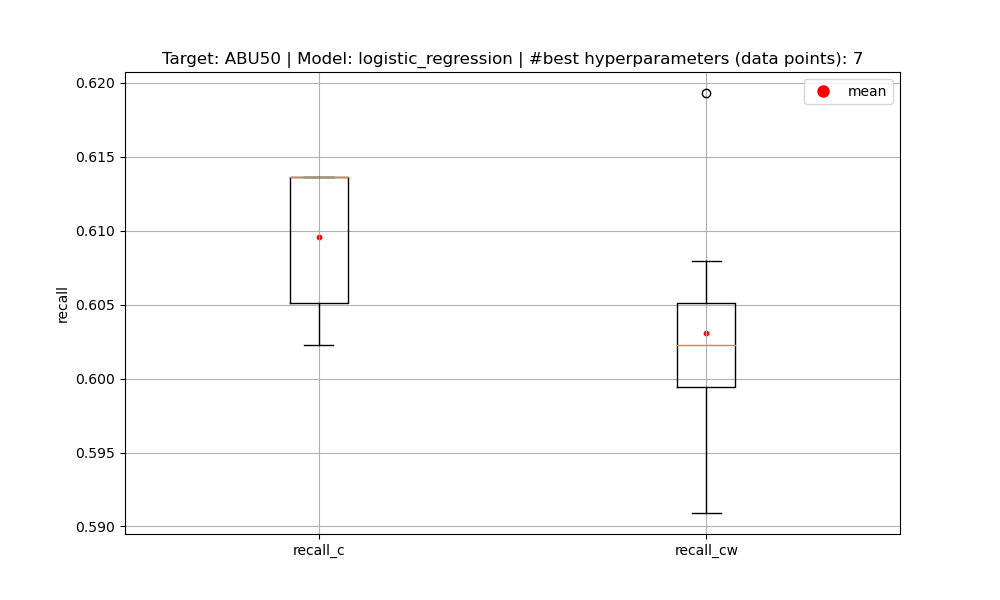 Target: ABU50 | Model: logistic_regression | #best hyperparameters (data points): 7
0.620
mean
0.615
0.610
0.605
recall
0.600
0.595
0.590
recall_c
recall_cw